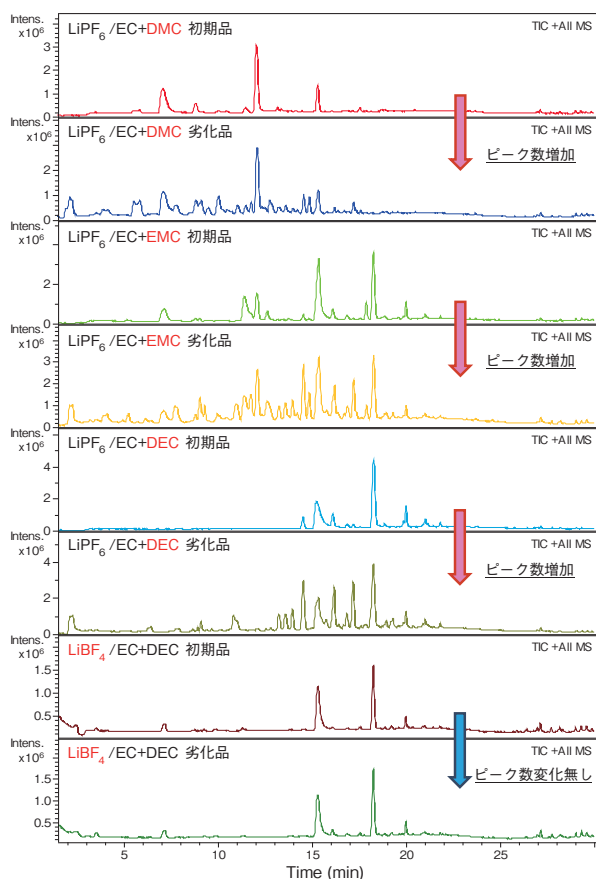 Intens.
x10⁶
LiPF₆ /EC+DMC 初期品
TIC +All MS
3
2
1
0
Intens.
x10⁶
LiPF₆ /EC+DMC 劣化品
TIC +All MS
ピーク数増加
2
1
0
Intens.
x10⁶
LiPF₆ /EC+EMC 初期品
TIC +All MS
4
2
0
Intens.
x10⁶
LiPF₆ /EC+EMC 劣化品
TIC +All MS
ピーク数増加
3
2
1
0
Intens.
x10⁶
LiPF₆ /EC+DEC 初期品
TIC +All MS
4
2
0
Intens.
x10⁶
LiPF₆ /EC+DEC 劣化品
TIC +All MS
ピーク数増加
4
2
0
Intens.
x10⁶
LiBF₄ /EC+DEC 初期品
TIC +All MS
1.5
1.0
0.5
Intens.
x10⁶
LiBF₄ /EC+DEC 劣化品
TIC +All MS
ピーク数変化無し
1.5
1.0
0.5
5 10 15 20 25
Time (min)